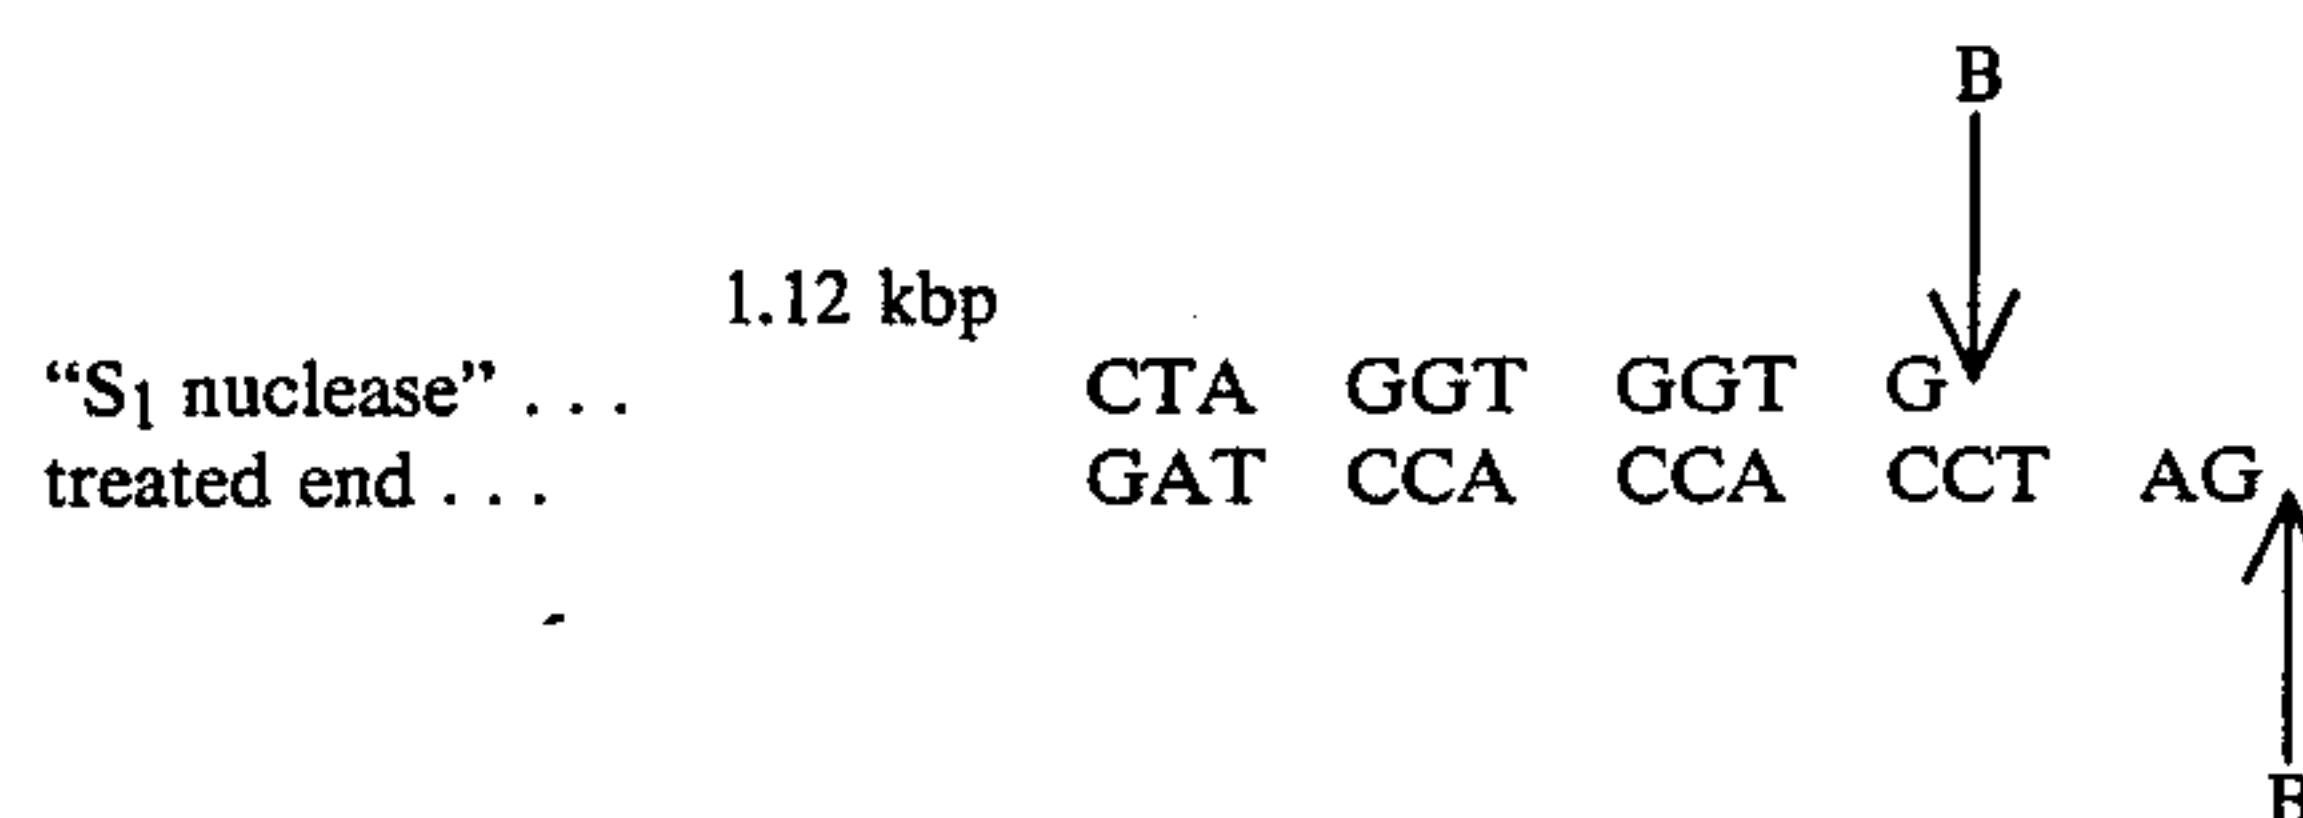 B
1.12 kbp
“S1 nuclease” . . . CTA GGT GGT G
treated end . . . GAT CCA CCA CCT AG